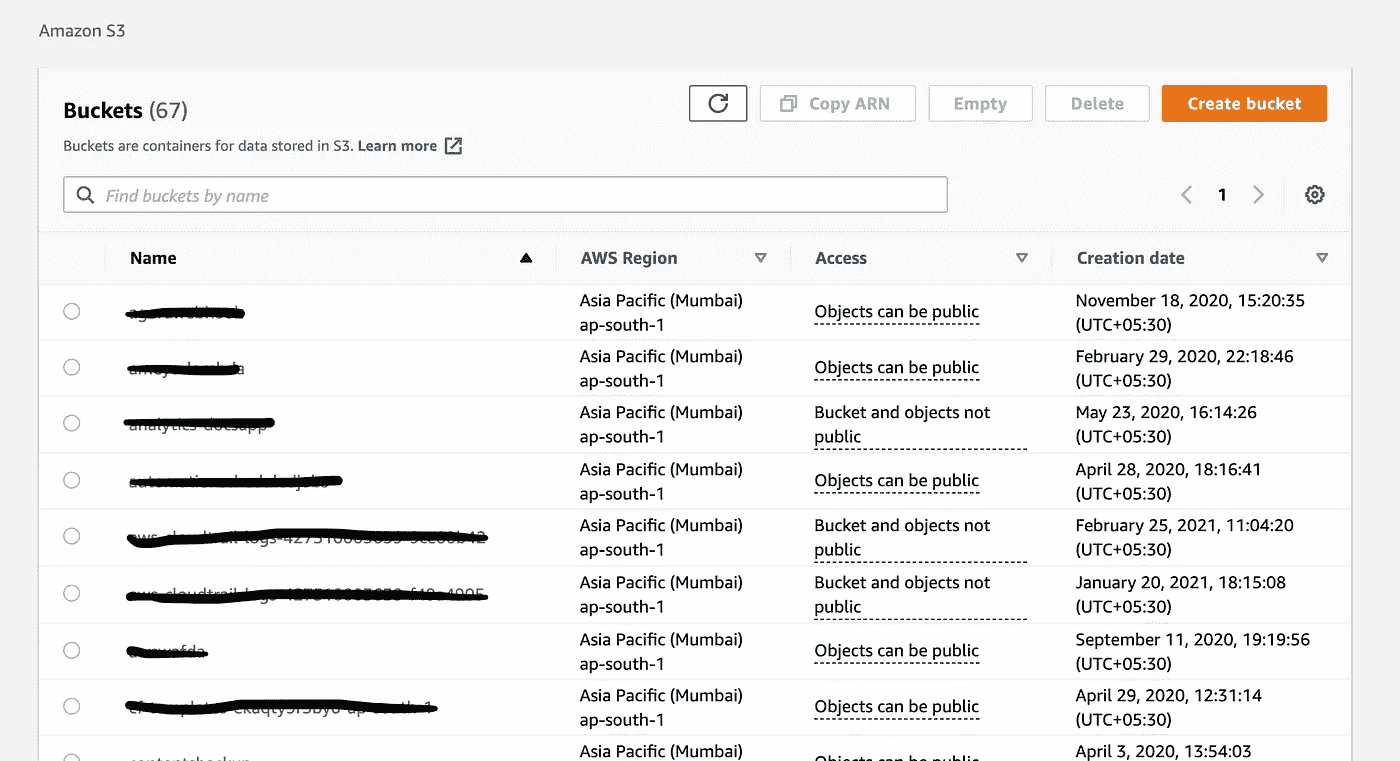 Amazon S3
Buckets (67)
Copy ARN
Empty
Delete
Create bucket
Buckets are containers for data stored in S3. Learn more
Find buckets by name
1
Name
AWS Region
Access
Creation date
Asia Pacific (Mumbai)
ap-south-1
Objects can be public
November 18, 2020, 15:20:35
(UTC+05:30)
Asia Pacific (Mumbai)
ap-south-1
Objects can be public
February 29, 2020, 22:18:46
(UTC+05:30)
Asia Pacific (Mumbai)
ap-south-1
Bucket and objects not
public
May 23, 2020, 16:14:26
(UTC+05:30)
Asia Pacific (Mumbai)
ap-south-1
Objects can be public
April 28, 2020, 18:16:41
(UTC+05:30)
Asia Pacific (Mumbai)
ap-south-1
Bucket and objects not
public
February 25, 2021, 11:04:20
(UTC+05:30)
Asia Pacific (Mumbai)
ap-south-1
Bucket and objects not
public
January 20, 2021, 18:15:08
(UTC+05:30)
Asia Pacific (Mumbai)
ap-south-1
Objects can be public
September 11, 2020, 19:19:56
(UTC+05:30)
Asia Pacific (Mumbai)
ap-south-1
Objects can be public
April 29, 2020, 12:31:14
(UTC+05:30)
Asia Pacific (Mumbai)
Objects can be public
April 3, 2020, 13:54:03